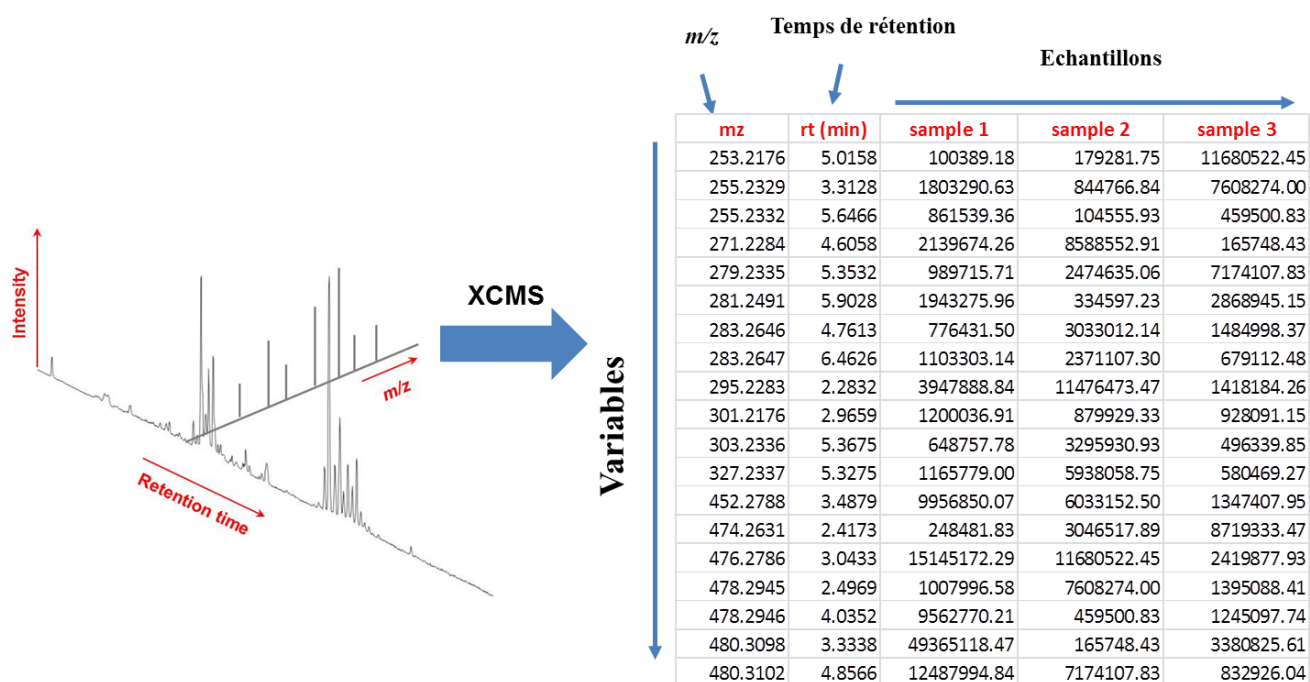 Intensity
Retention time
m/z
XCMS
m/z
Temps de rétention
Echantillons
Variables
mz rt (min) sample 1 sample 2 sample 3
253.2176 5.0158 100389.18 179281.75 11680522.45
255.2329 3.3128 1803290.63 844766.84 7608274.00
255.2332 5.6466 861539.36 104555.93 459500.83
271.2284 4.6058 2139674.26 8588552.91 165748.43
279.2335 5.3532 989715.71 2474635.06 7174107.83
281.2491 5.9028 1943275.96 334597.23 2868945.15
283.2646 4.7613 776431.50 3033012.14 1484998.37
283.2647 6.4626 1103303.14 2371107.30 679112.48
295.2283 2.2832 3947888.84 11476473.47 1418184.26
301.2176 2.9659 1200036.91 879929.33 928091.15
303.2336 5.3675 648757.78 3295930.93 496339.85
327.2337 5.3275 1165779.00 5938058.75 580469.27
452.2788 3.4879 9956850.07 6033152.50 1347407.95
474.2631 2.4173 248481.83 3046517.89 8719333.47
476.2786 3.0433 15145172.29 11680522.45 2419877.93
478.2945 2.4969 1007996.58 7608274.00 1395088.41
478.2946 4.0352 9562770.21 459500.83 1245097.74
480.3098 3.3338 49365118.47 165748.43 3380825.61
480.3102 4.8566 12487994.84 7174107.83 832926.04